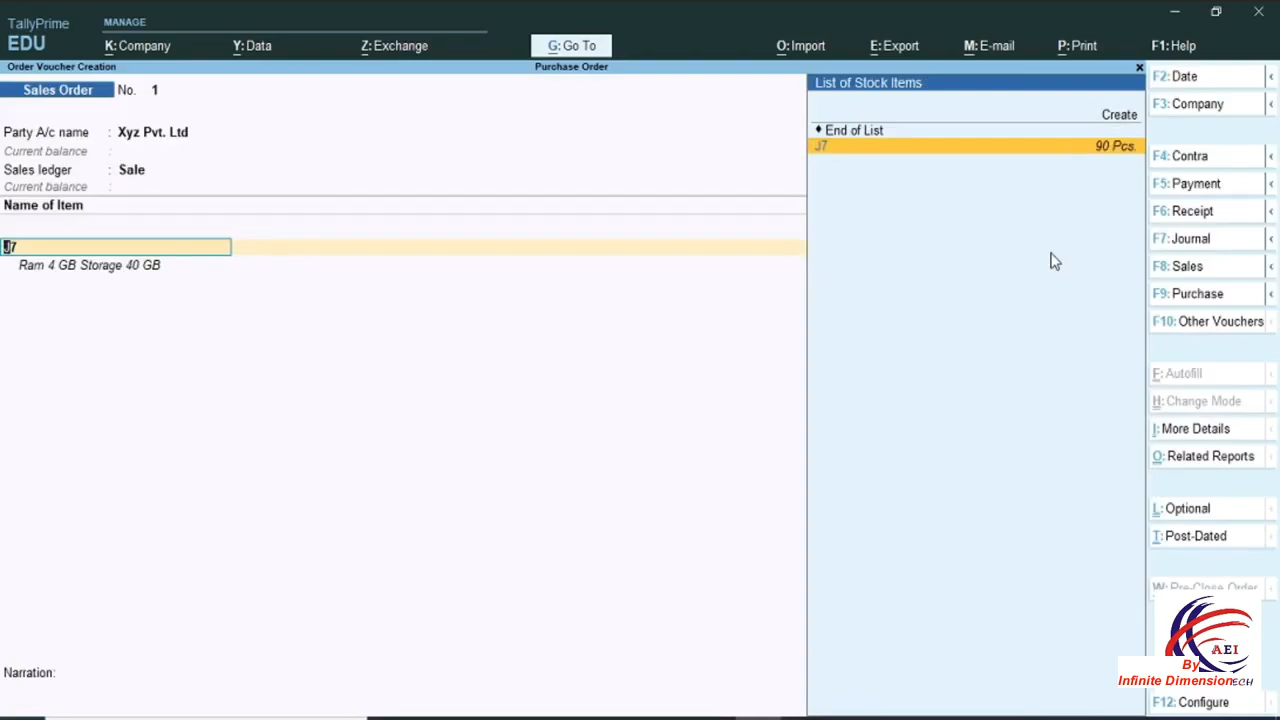 TallyPrime
EDU
MANAGE
K: Company
Y: Data
Z: Exchange
G: Go To
O: Import
E: Export
M: E-mail
P: Print
F1: Help
Order Voucher Creation
Purchase Order
Sales Order No. 1
Party A/c name : Xyz Pvt. Ltd
Current balance :
Sales ledger : Sale
Current balance :
Name of Item
J7
Ram 4 GB Storage 40 GB
Narration:
List of Stock Items
Create
♦ End of List
J7 90 Pcs.
F2: Date
F3: Company
F4: Contra
F5: Payment
F6: Receipt
F7: Journal
F8: Sales
F9: Purchase
F10: Other Vouchers
F: Autofill
H: Change Mode
I: More Details
O: Related Reports
L: Optional
T: Post-Dated
W: Pre-Close Order
AEI
By
Infinite Dimension
ECH
F12: Configure